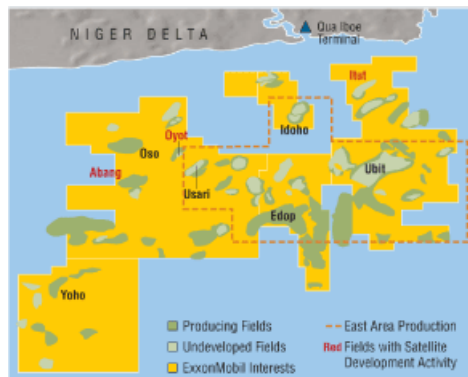 NIGER DELTA
Qua Iboe
Terminal
Itut
Idoho
Oyot
Oso
Abang
Ubit
Usari
Edop
Yoho
Producing Fields
Undeveloped Fields
ExxonMobil Interests
East Area Production
Red Fields with Satellite
Development Activity